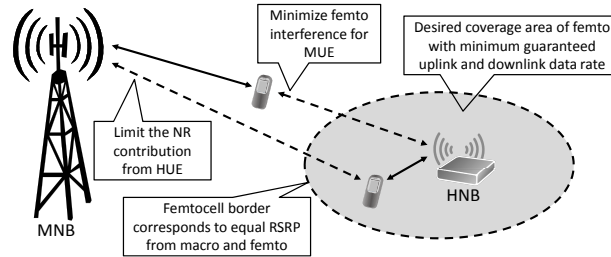 Minimize femto
interference for
MUE
Desired coverage area of femto
with minimum guaranteed
uplink and downlink data rate
Limit the NR
contribution
from HUE
HNB
Femtocell border
corresponds to equal RSRP
from macro and femto
MNB